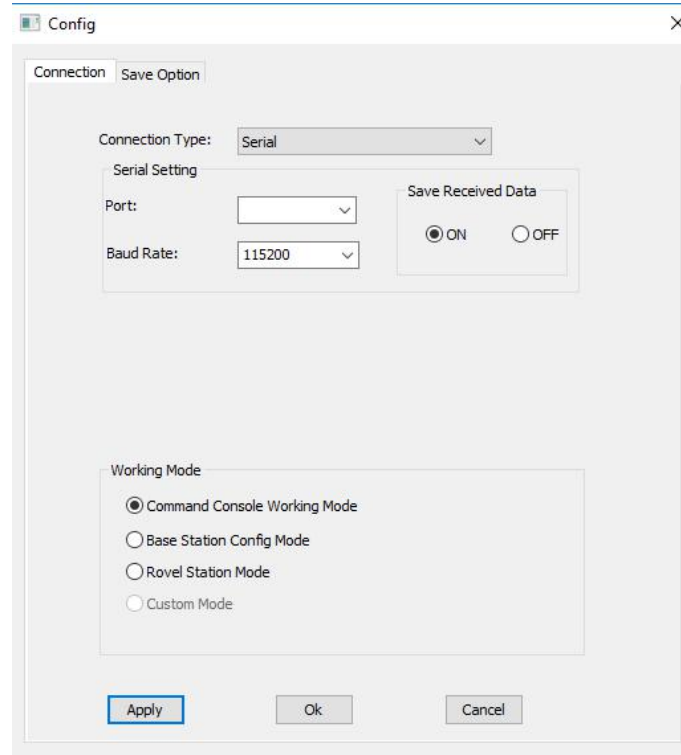 Config
Connection Save Option
Connection Type: Serial
Serial Setting
Port:
Save Received Data
ON OFF
Baud Rate: 115200
Working Mode
Command Console Working Mode
Base Station Config Mode
Rovel Station Mode
Custom Mode
Apply Ok Cancel